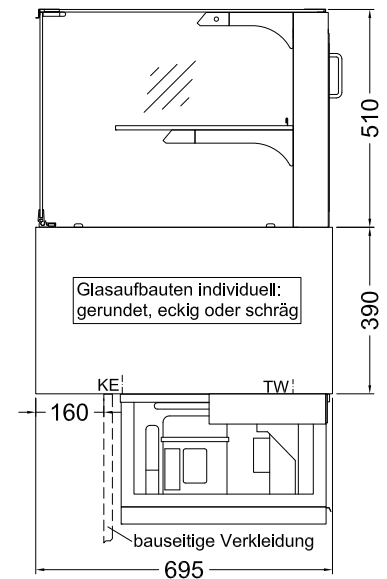 510
Glasaufbauten individuell:
gerundet, eckig oder schräg
390
KE
TW
160
bauseitige Verkleidung
695